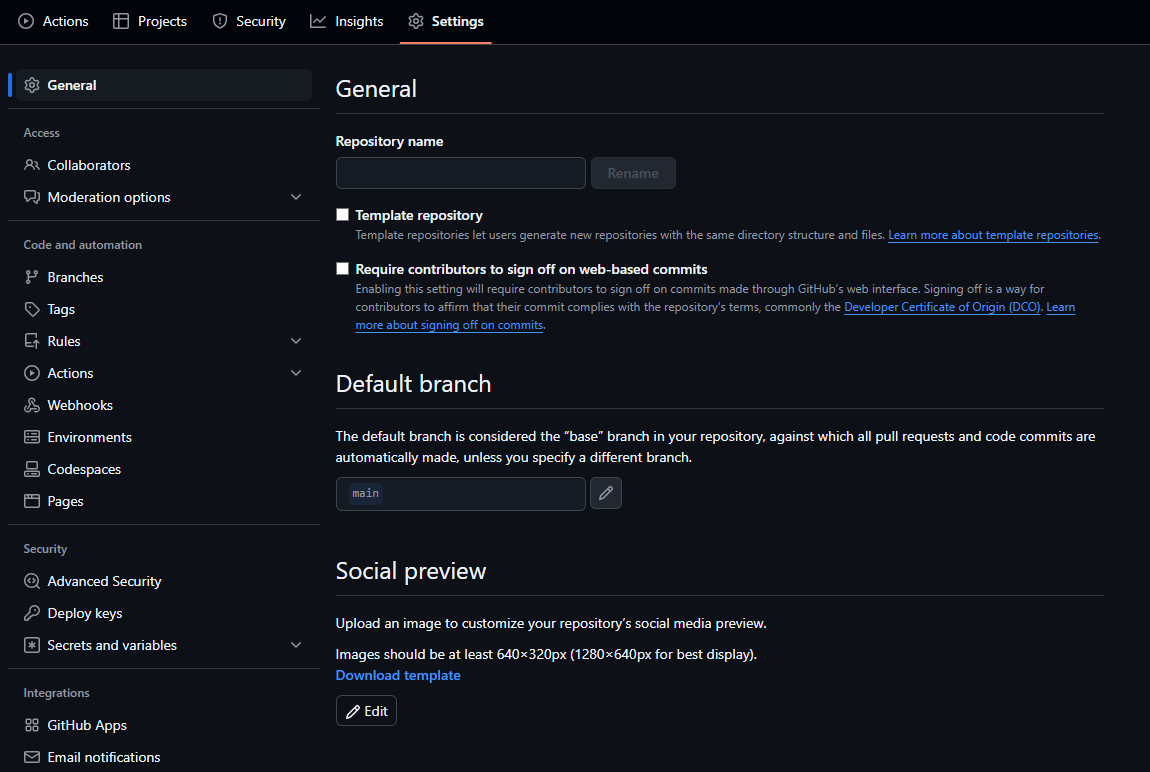 Actions Projects Security Insights Settings
General
Access
Collaborators
Moderation options
Code and automation
Branches
Tags
Rules
Actions
Webhooks
Environments
Codespaces
Pages
Security
Advanced Security
Deploy keys
Secrets and variables
Integrations
GitHub Apps
Email notifications
General
Repository name
Rename
Template repository
Template repositories let users generate new repositories with the same directory structure and files. Learn more about template repositories.
Require contributors to sign off on web-based commits
Enabling this setting will require contributors to sign off on commits made through GitHub’s web interface. Signing off is a way for
contributors to affirm that their commit complies with the repository's terms, commonly the Developer Certificate of Origin (DCO). Learn
more about signing off on commits.
Default branch
The default branch is considered the “base” branch in your repository, against which all pull requests and code commits are
automatically made, unless you specify a different branch.
main
Social preview
Upload an image to customize your repository’s social media preview.
Images should be at least 640×320px (1280×640px for best display).
Download template
Edit